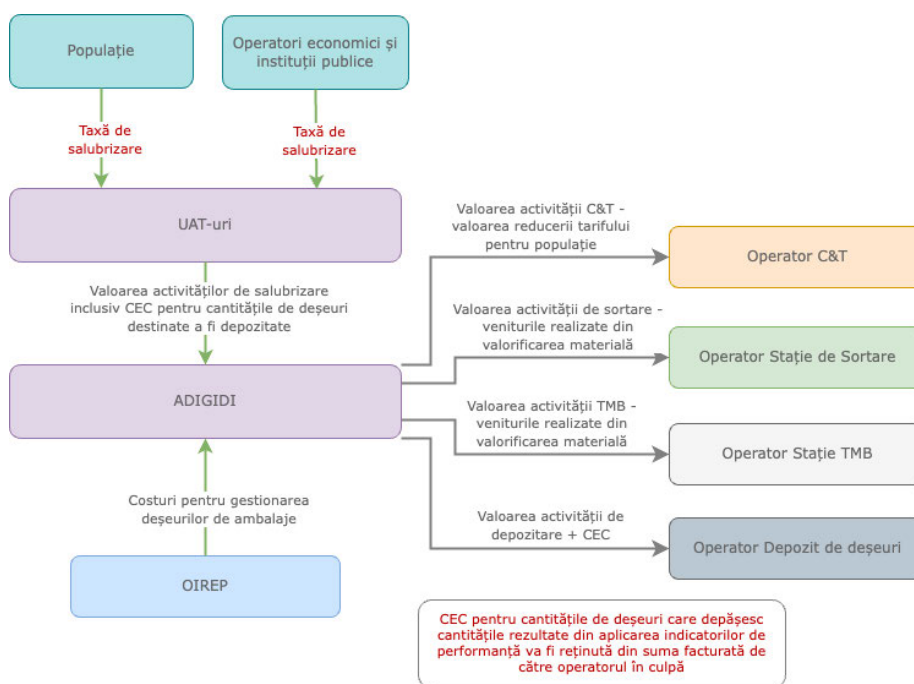 Populație
Operatori economici și
instituții publice
Taxă de
salubrizare
Taxă de
salubrizare
UAT-uri
Valoarea activității C&T -
valoarea reducerii tarifului
pentru populație
Operator C&T
Valoarea activităților de salubrizare
inclusiv CEC pentru cantitățile de deșeuri
destinate a fi depozitate
Valoarea activității de sortare -
veniturile realizate din
valorificarea materială
Operator Stație de Sortare
ADIGIDI
Valoarea activității TMB -
veniturile realizate din
valorificarea materială
Operator Stație TMB
Costuri pentru gestionarea
deșeurilor de ambalaje
Valoarea activității de
depozitare + CEC
Operator Depozit de deșeuri
OIREP
CEC pentru cantitățile de deșeuri care depășesc
cantitățile rezultate din aplicarea indicatorilor de
performanță va fi reținută din suma facturată de
către operatorul în culpă